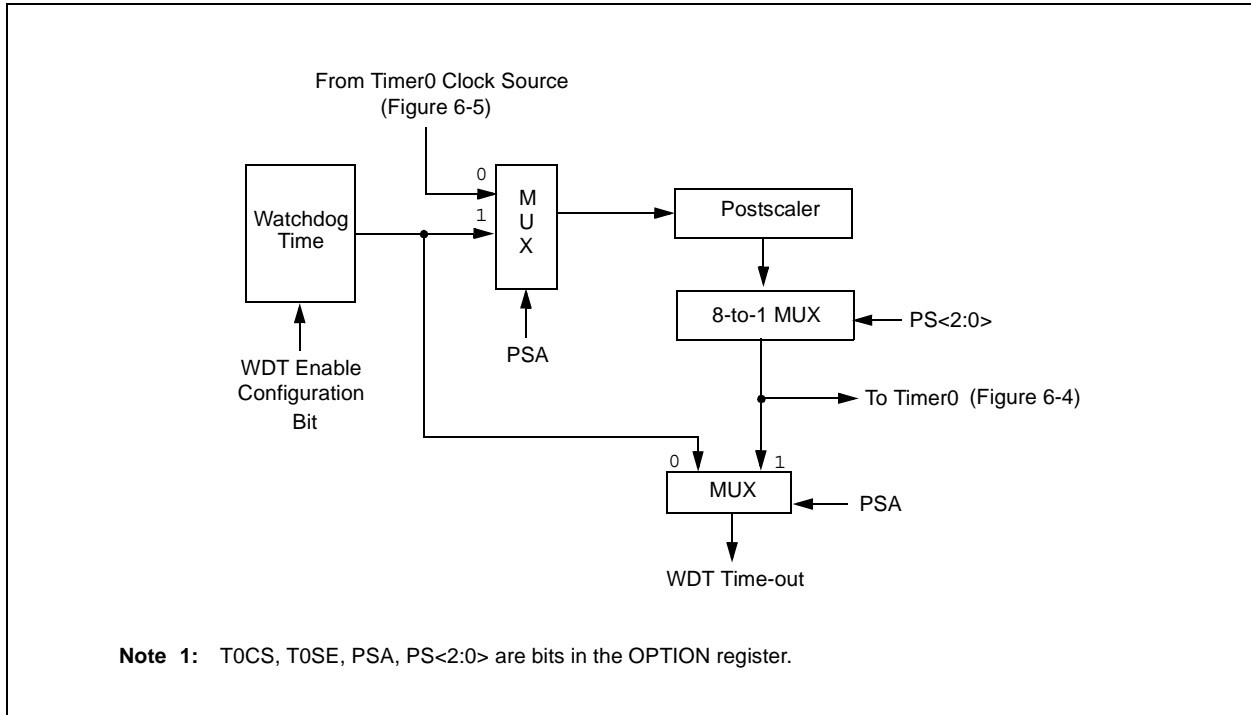 From Timer0 Clock Source
(Figure 6-5)
0
1
M
U
X
Watchdog
Time
Postscaler
8-to-1 MUX
PS<2:0>
PSA
WDT Enable
Configuration
Bit
To Timer0 (Figure 6-4)
0
1
MUX
PSA
WDT Time-out
Note 1: T0CS, T0SE, PSA, PS<2:0> are bits in the OPTION register.